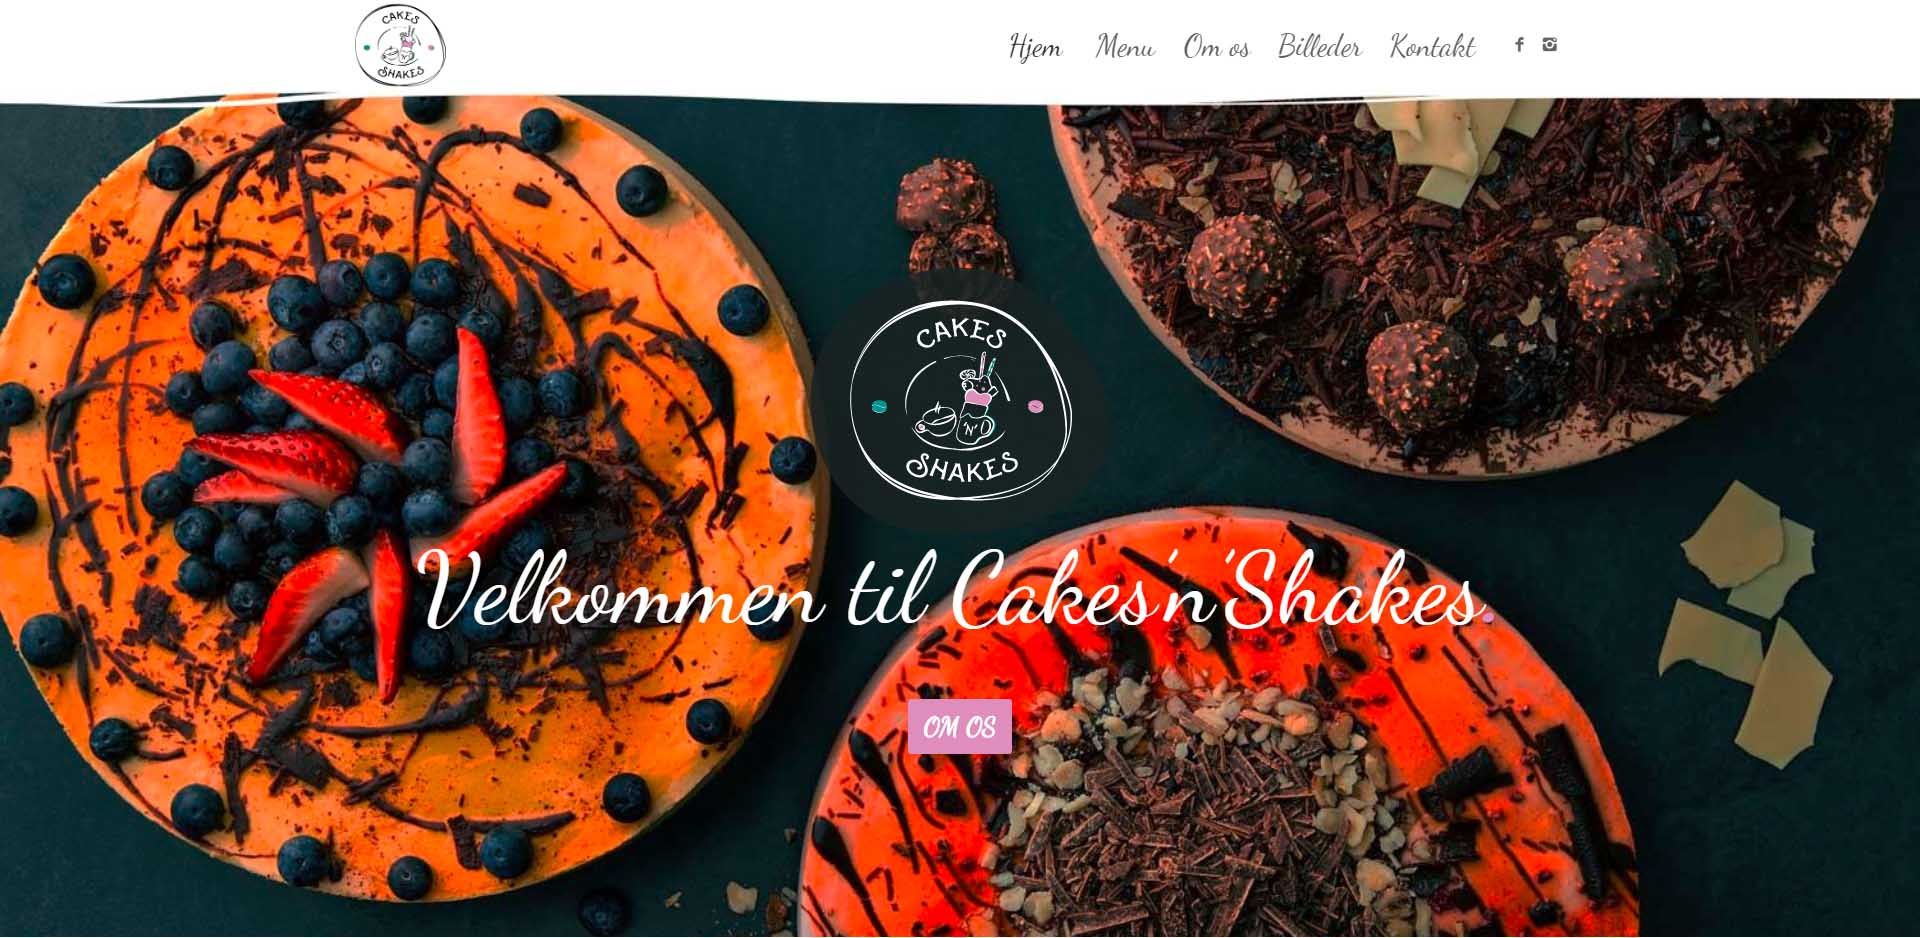 CAKES
SHAKES
Hjem Menu Om os Billeder Kontakt
CAKES
'N'
SHAKES
Velkommen til Cakes'n'Shakes
OM OS